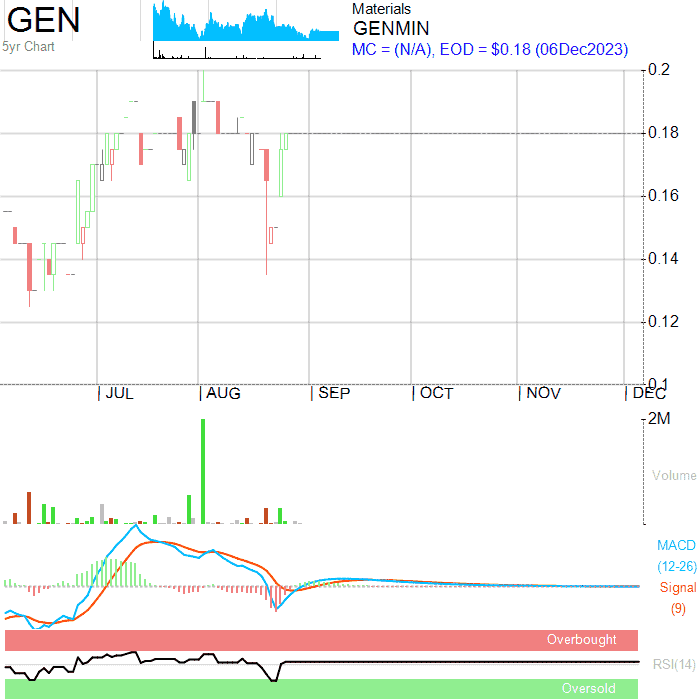 GEN
5yr Chart
Materials
GENMIN
MC = (N/A), EOD = $0.18 (06Dec2023)
0.2
0.18
0.16
0.14
0.12
0.1
JUL AUG SEP OCT NOV DEC
2M
Volume
MACD
(12-26)
Signal
(9)
Overbought
RSI(14)
Oversold